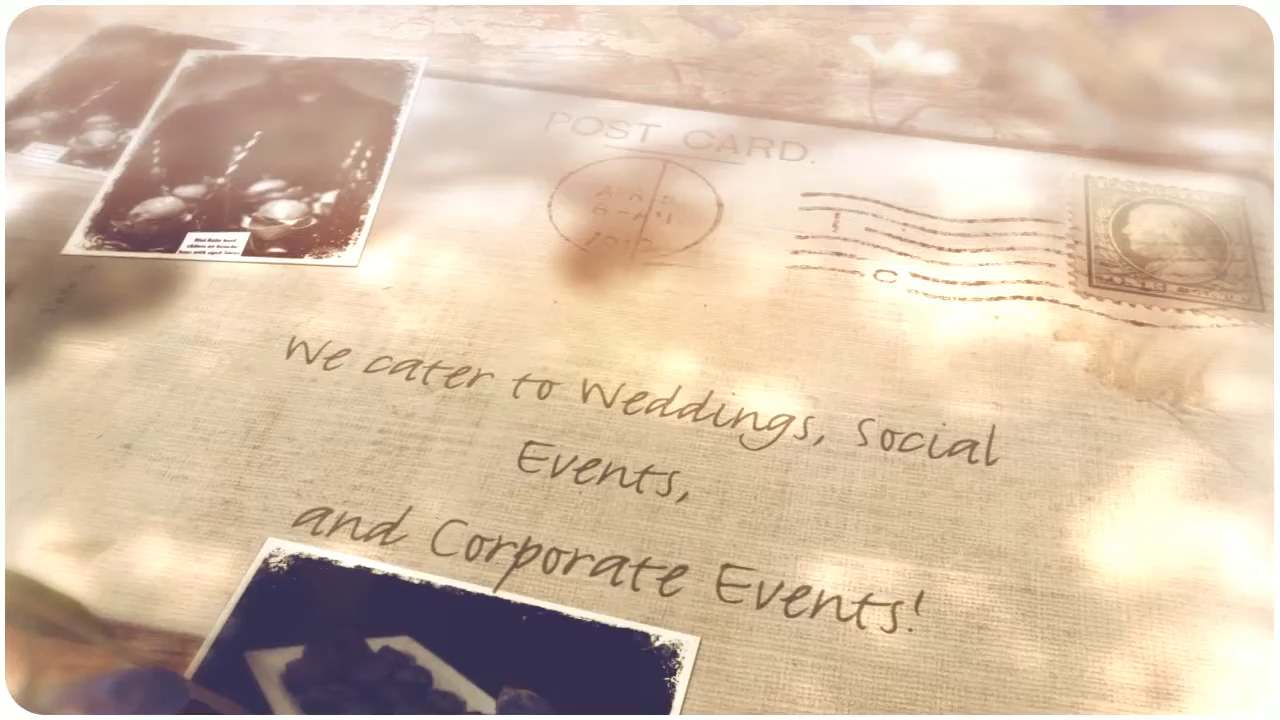 POST CARD.
We cater to Weddings, Social
Events,
and Corporate Events!